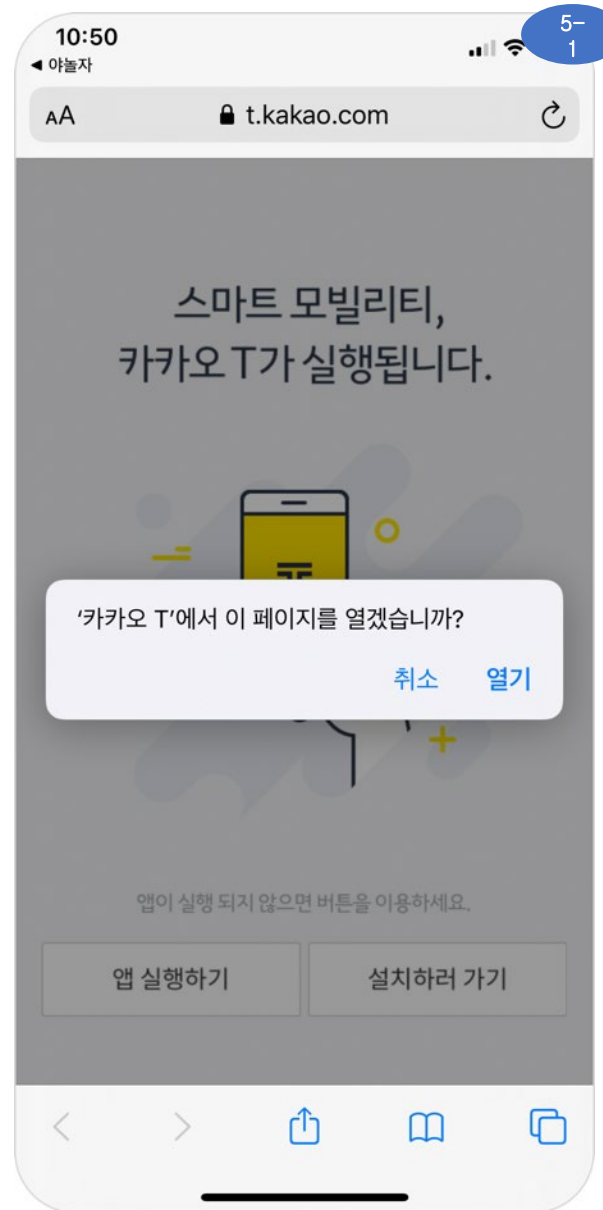 10:50
5-
1
◀ 야놀자
AA t.kakao.com
스마트 모빌리티,
카카오 T가 실행됩니다.
‘카카오 T’에서 이 페이지를 열겠습니까?
취소 열기
앱이 실행 되지 않으면 버튼을 이용하세요.
앱 실행하기 설치하러 가기